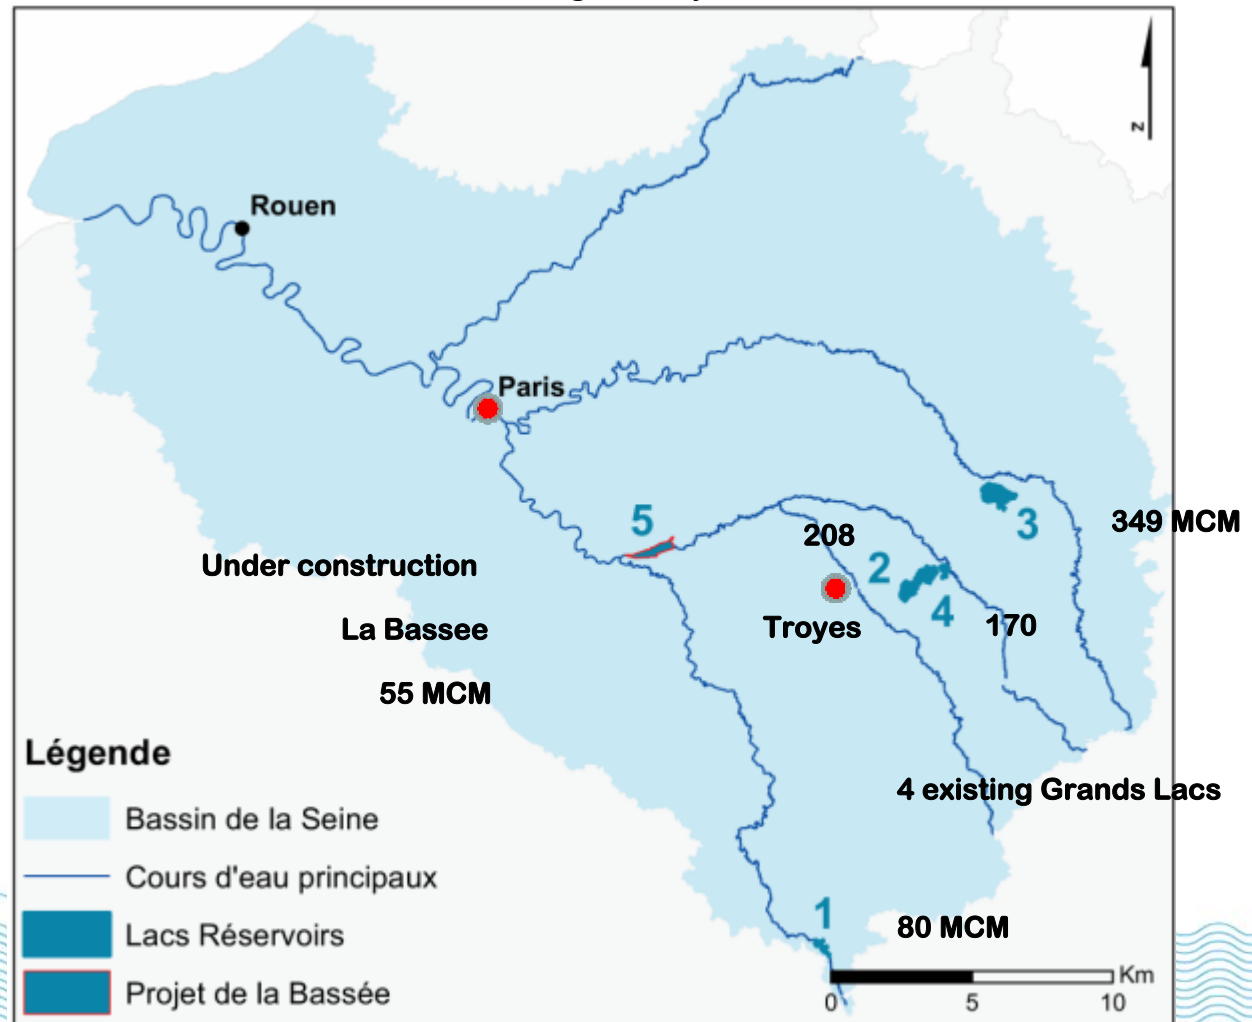 N
Rouen
Paris
5
3
349 MCM
208
Under construction
2
4
La Bassee
Troyes
170
55 MCM
Légende
4 existing Grands Lacs
Bassin de la Seine
Cours d'eau principaux
1
80 MCM
Lacs Réservoirs
Km
Projet de la Bassée
0 5 10